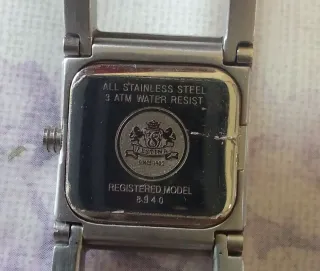 ALL STAINLESS STEEL
3 ATM WATER RESIST
REGISTERED MODEL
8940